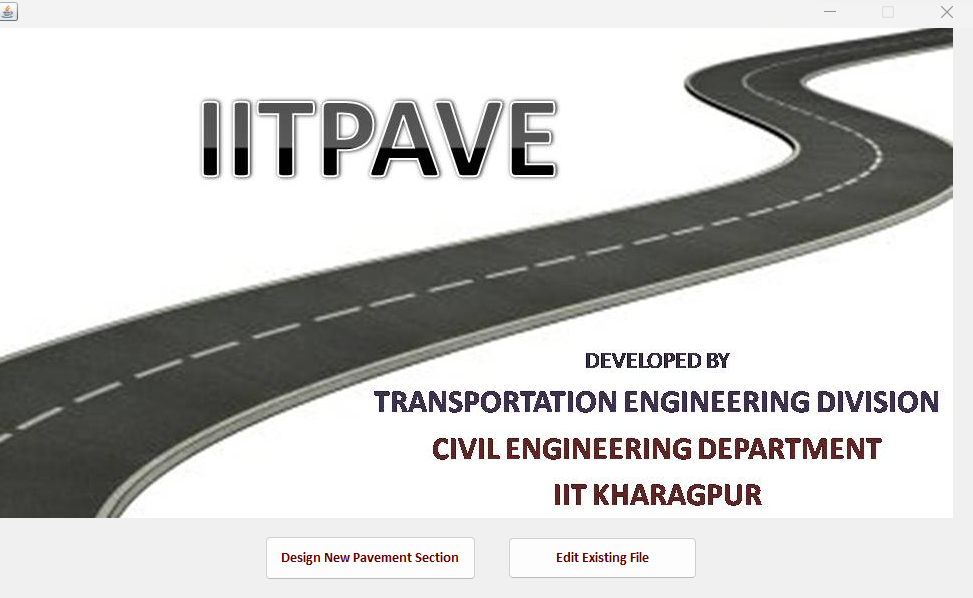 IITPAVE
DEVELOPED BY
TRANSPORTATION ENGINEERING DIVISION
CIVIL ENGINEERING DEPARTMENT
IIT KHARAGPUR
Design New Pavement Section
Edit Existing File